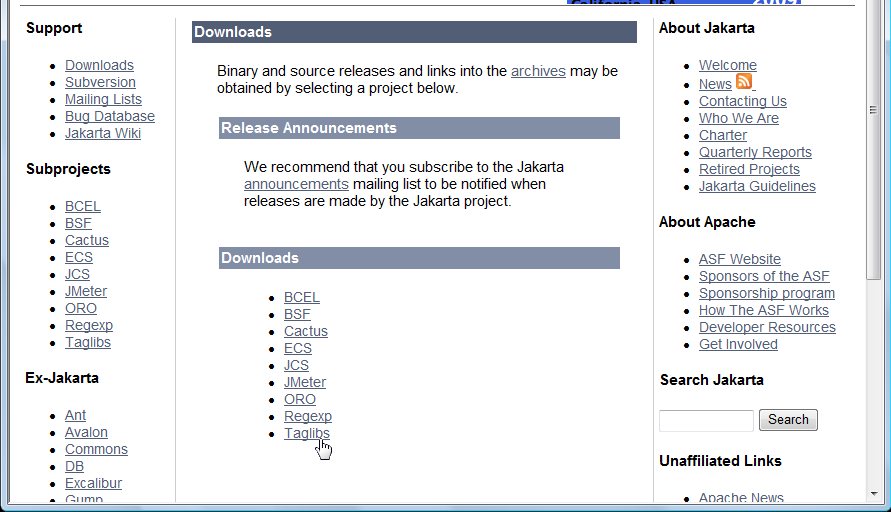 California, USA
2009
Support
Downloads
Subversion
Mailing Lists
Bug Database
Jakarta Wiki
Subprojects
BCEL
BSF
Cactus
ECS
JCS
JMeter
ORO
Regexp
Taglibs
Ex-Jakarta
Ant
Avalon
Commons
DB
Excalibur
Gump
Downloads
Binary and source releases and links into the archives may be
obtained by selecting a project below.
Release Announcements
We recommend that you subscribe to the Jakarta
announcements mailing list to be notified when
releases are made by the Jakarta project.
Downloads
BCEL
BSF
Cactus
ECS
JCS
JMeter
ORO
Regexp
Taglibs
About Jakarta
Welcome
News
Contacting Us
Who We Are
Charter
Quarterly Reports
Retired Projects
Jakarta Guidelines
About Apache
ASF Website
Sponsors of the ASF
Sponsorship program
How The ASF Works
Developer Resources
Get Involved
Search Jakarta
Search
Unaffiliated Links
Apache News